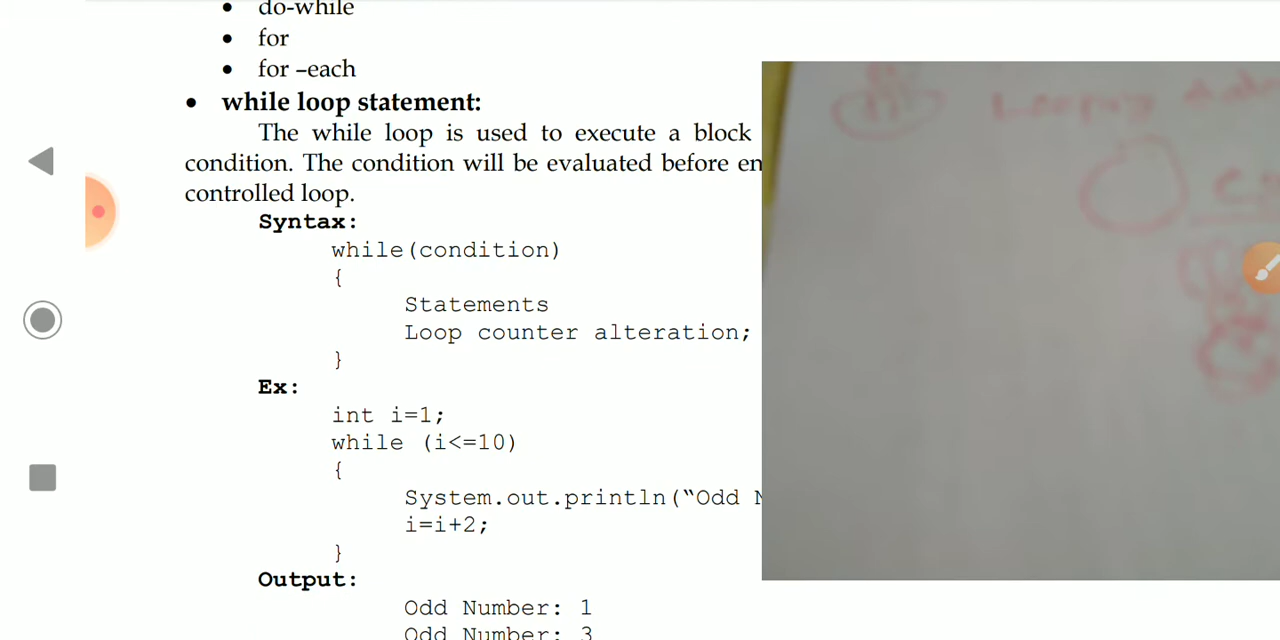 • do-while
• for
• for –each
• while loop statement:
The while loop is used to execute a block
condition. The condition will be evaluated before en
controlled loop.
Syntax:
while(condition)
{
Statements
Loop counter alteration;
}
Ex:
int i=1;
while (i<=10)
{
System.out.println(“Odd N
i=i+2;
}
Output:
Odd Number: 1
Odd Number: 3